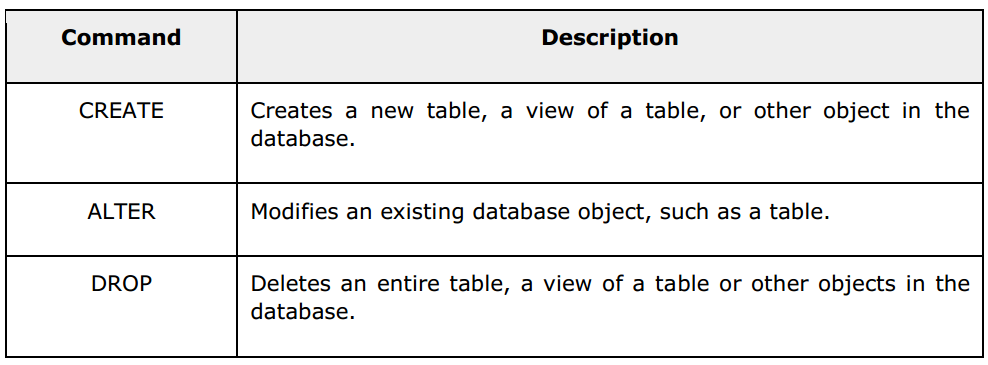 Command Description
CREATE Creates a new table, a view of a table, or other object in the
database.
ALTER Modifies an existing database object, such as a table.
DROP Deletes an entire table, a view of a table or other objects in the
database.